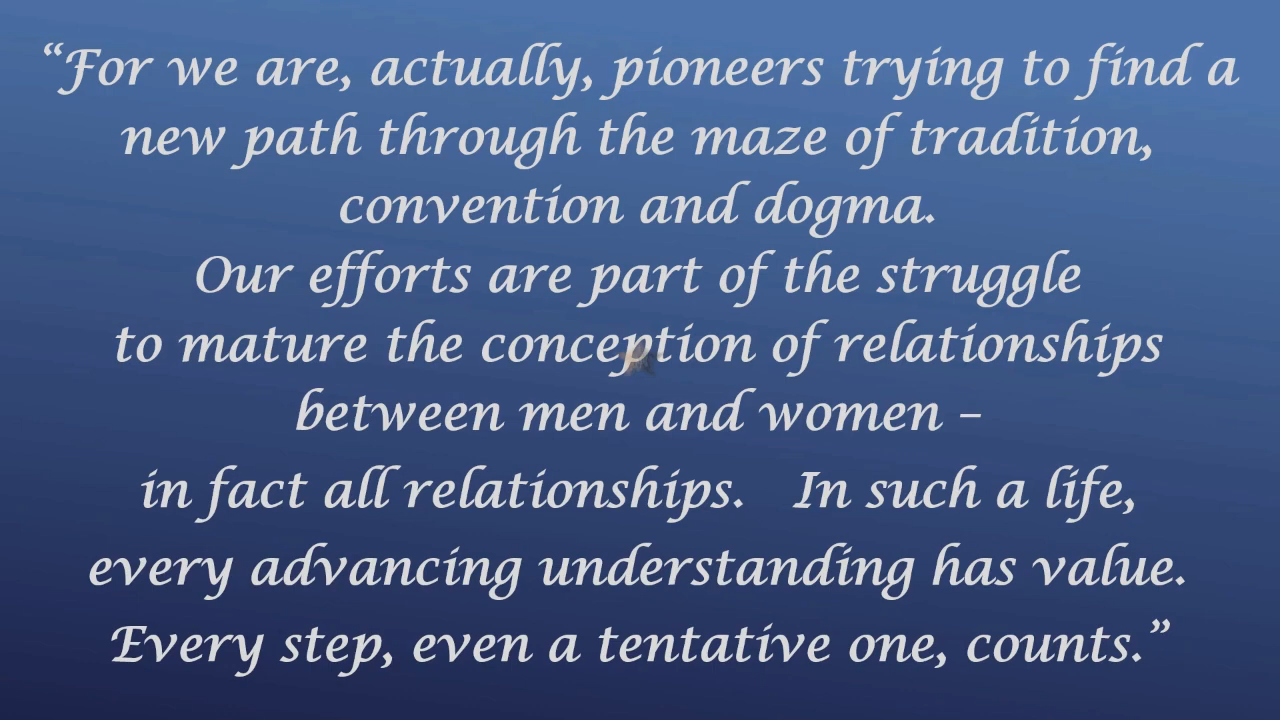 “For we are, actually, pioneers trying to find a
new path through the maze of tradition,
convention and dogma.
Our efforts are part of the struggle
to mature the conception of relationships
between men and women –
in fact all relationships.   In such a life,
every advancing understanding has value.
Every step, even a tentative one, counts.”